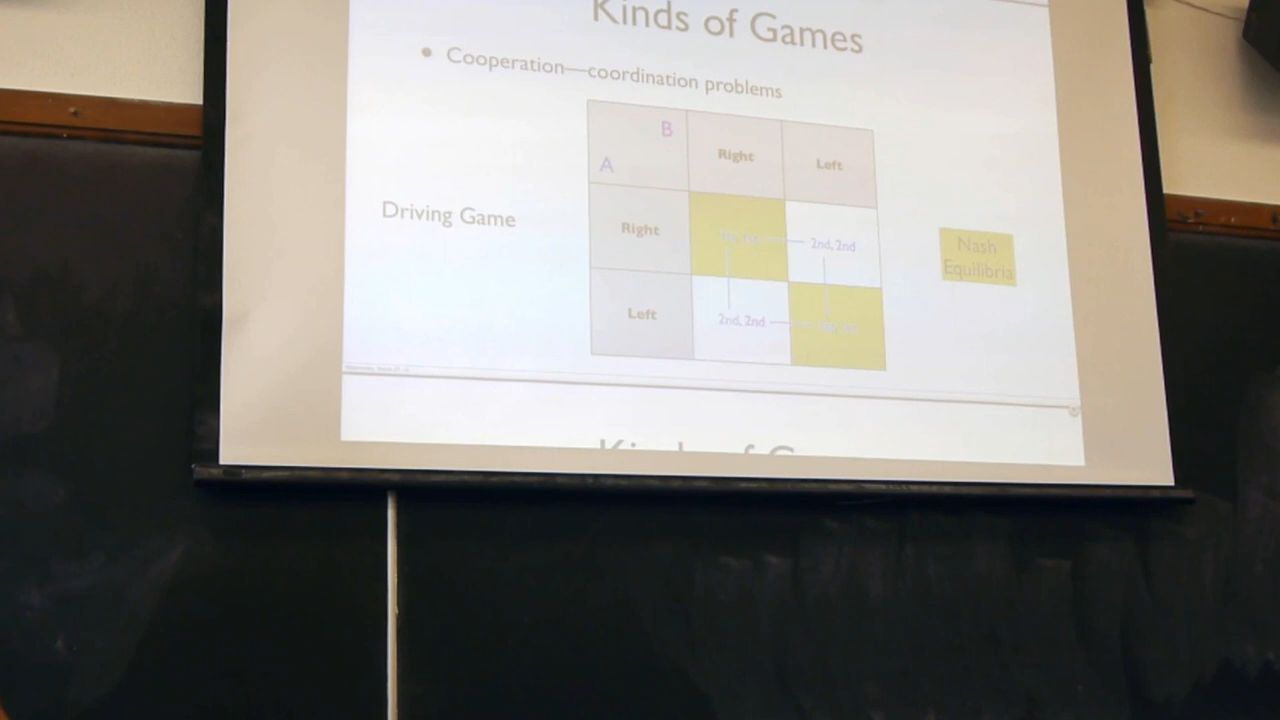 Kinds of Games
• Cooperation—coordination problems
B
A
Right
Left
Driving Game
Right
2nd, 2nd
Nash
Equilibria
Left
2nd, 2nd